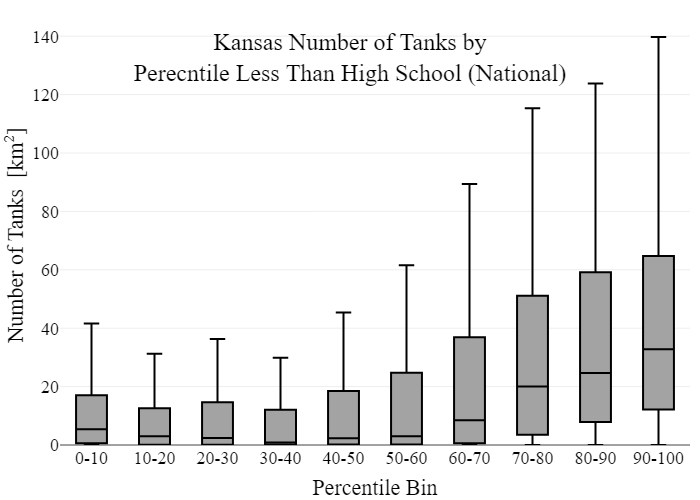 Kansas Number of Tanks by
Perecntile Less Than High School (National)
Number of Tanks [km²]
140
120
100
80
60
40
20
0
0-10 10-20 20-30 30-40 40-50 50-60 60-70 70-80 80-90 90-100
Percentile Bin